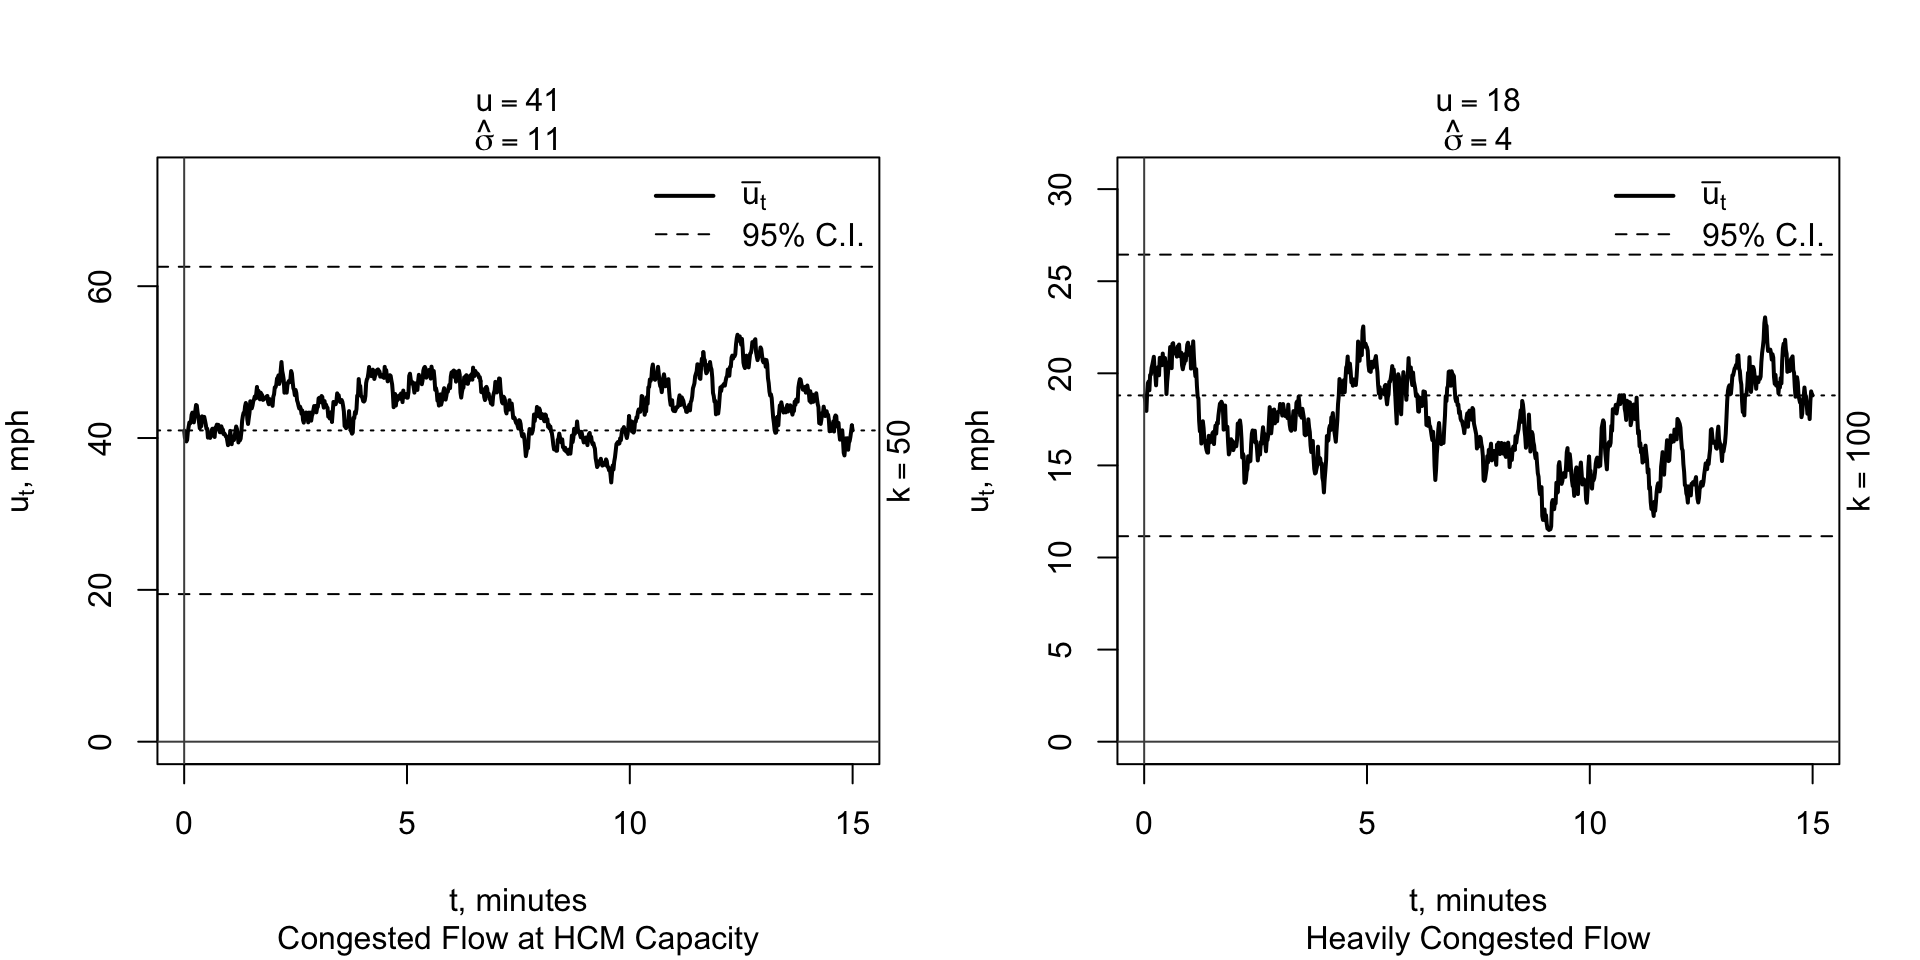 u = 41
σ̂ = 11
u̅t
95% C.I.
60
40
20
0
ut, mph
k = 50
0 5 10 15
t, minutes
Congested Flow at HCM Capacity
u = 18
σ̂ = 4
u̅t
95% C.I.
30
25
20
15
10
5
0
ut, mph
k = 100
0 5 10 15
t, minutes
Heavily Congested Flow